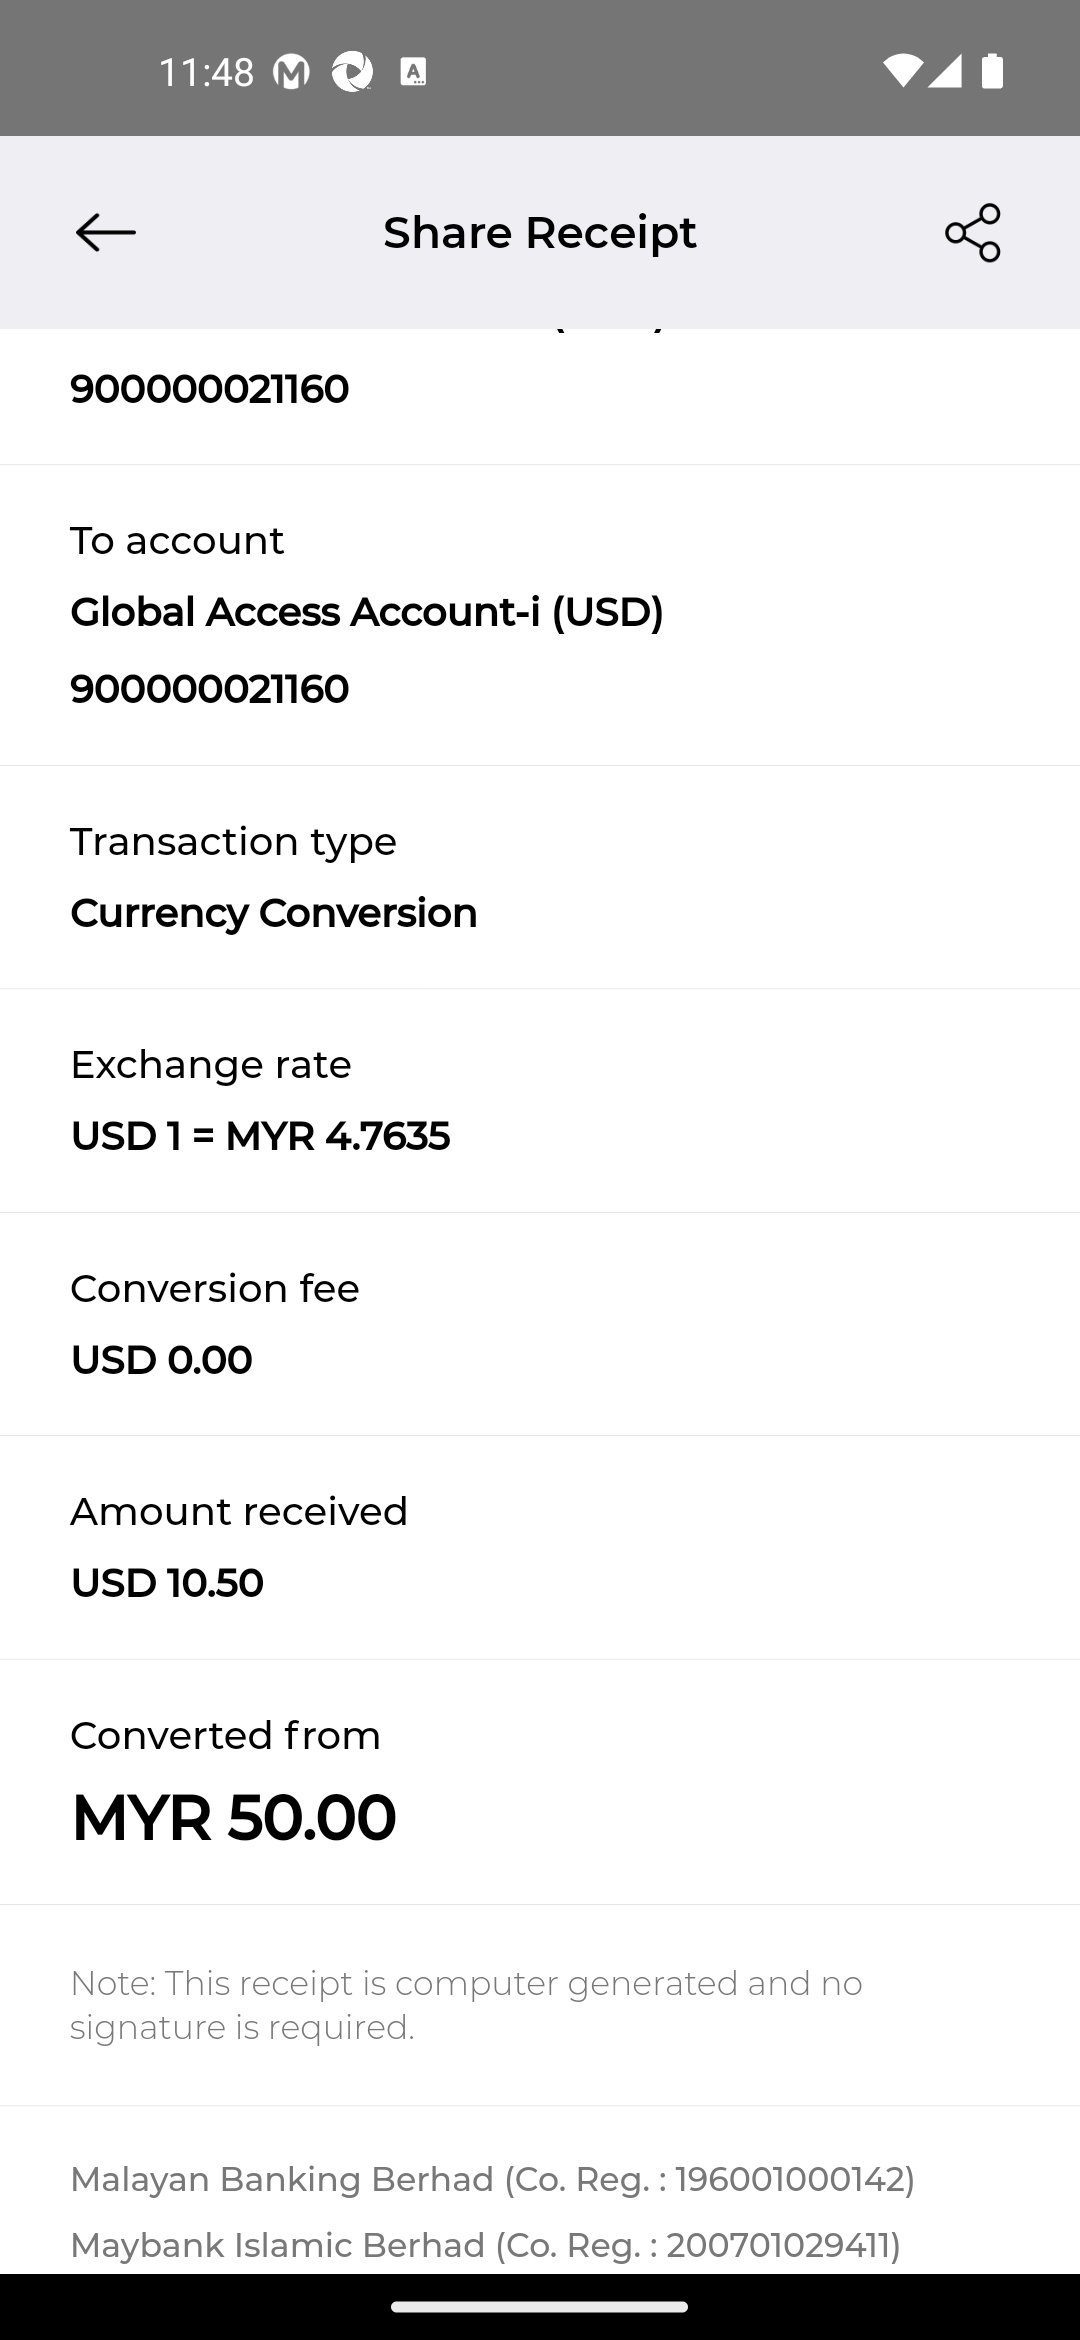 11:48
Share Receipt
900000021160
To account
Global Access Account-i (USD)
900000021160
Transaction type
Currency Conversion
Exchange rate
USD 1 = MYR 4.7635
Conversion fee
USD 0.00
Amount received
USD 10.50
Converted from
MYR 50.00
Note: This receipt is computer generated and no
signature is required.
Malayan Banking Berhad (Co. Reg. : 196001000142)
Maybank Islamic Berhad (Co. Reg. : 200701029411)